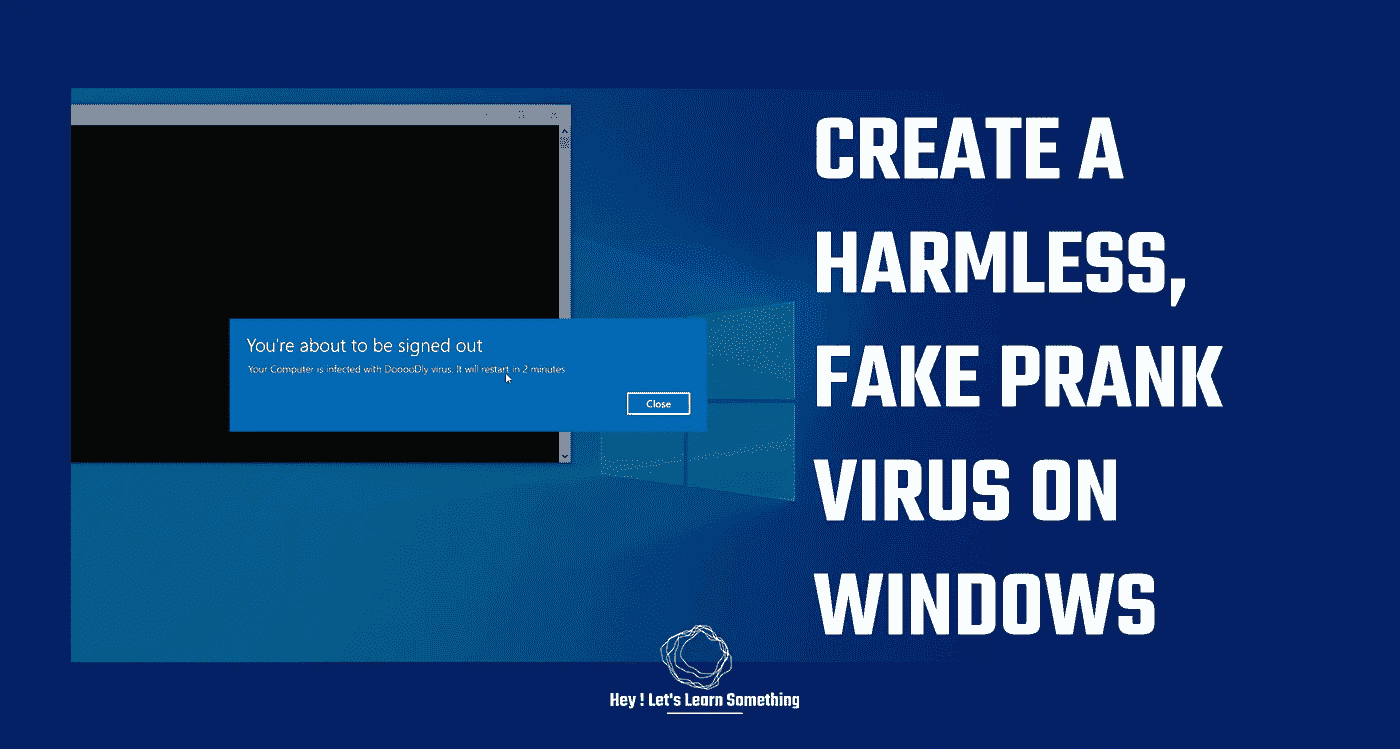 You're about to be signed out
Your Computer is infected with DooooDly virus. It will restart in 2 minutes
Close
CREATE A
HARMLESS,
FAKE PRANK
VIRUS ON
WINDOWS
Hey ! Let's Learn Something